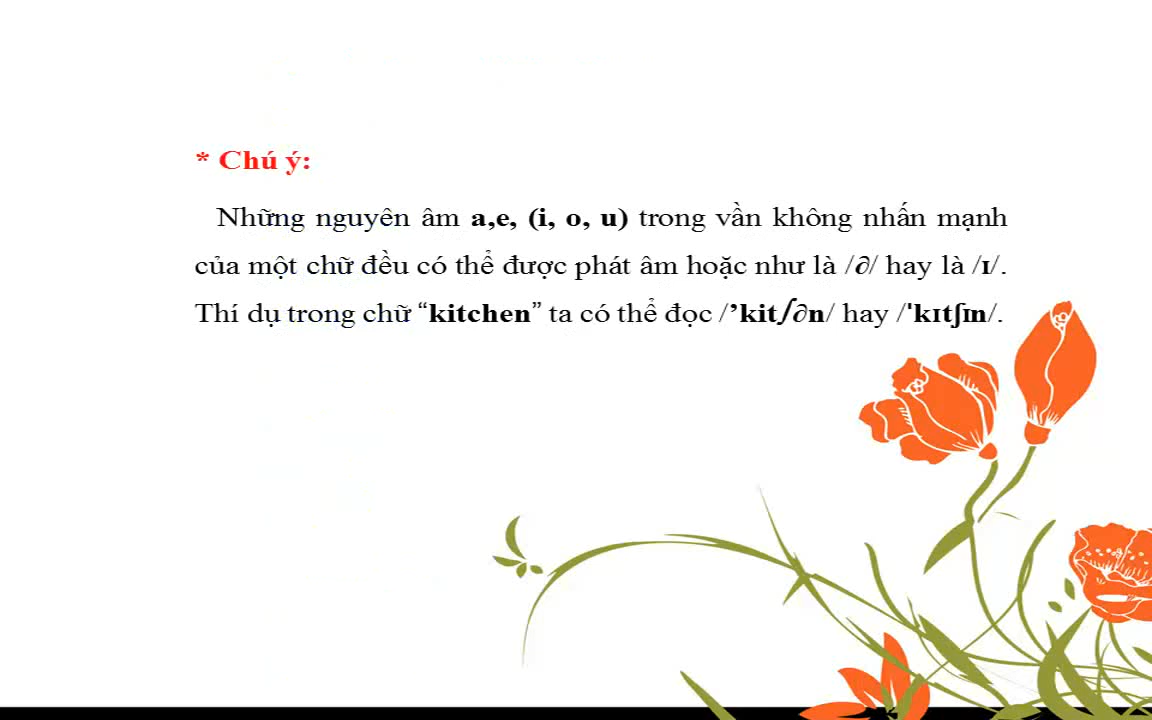 * Chú ý:
Những nguyên âm a,e, (i, o, u) trong vần không nhấn mạnh
của một chữ đều có thể được phát âm hoặc như là /∂/ hay là /ɪ/.
Thí dụ trong chữ “kitchen” ta có thể đọc /’kit∫∂n/ hay /ˈkɪtʃɪn/.